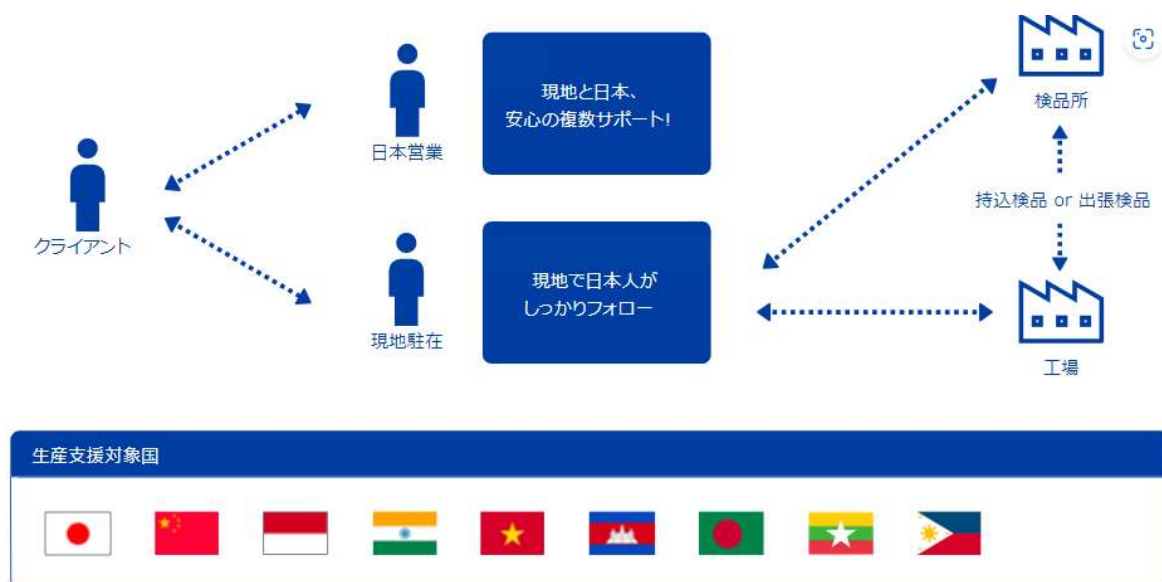 現地と日本、
安心の複数サポート!
日本営業
クライアント
現地で日本人が
しっかりフォロー
現地駐在
検品所
持込検品 or 出張検品
工場
生産支援対象国